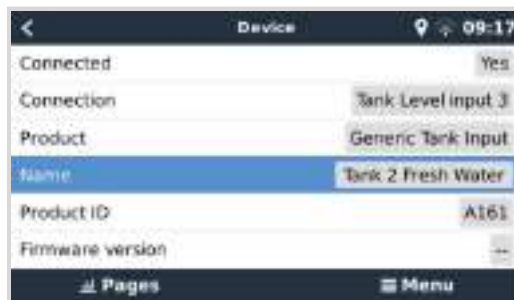 Device 09:17
Connected Yes
Connection Tank Level input 3
Product Generic Tank Input
Name Tank 2 Fresh Water
Product ID A161
Firmware version --
Pages Menu